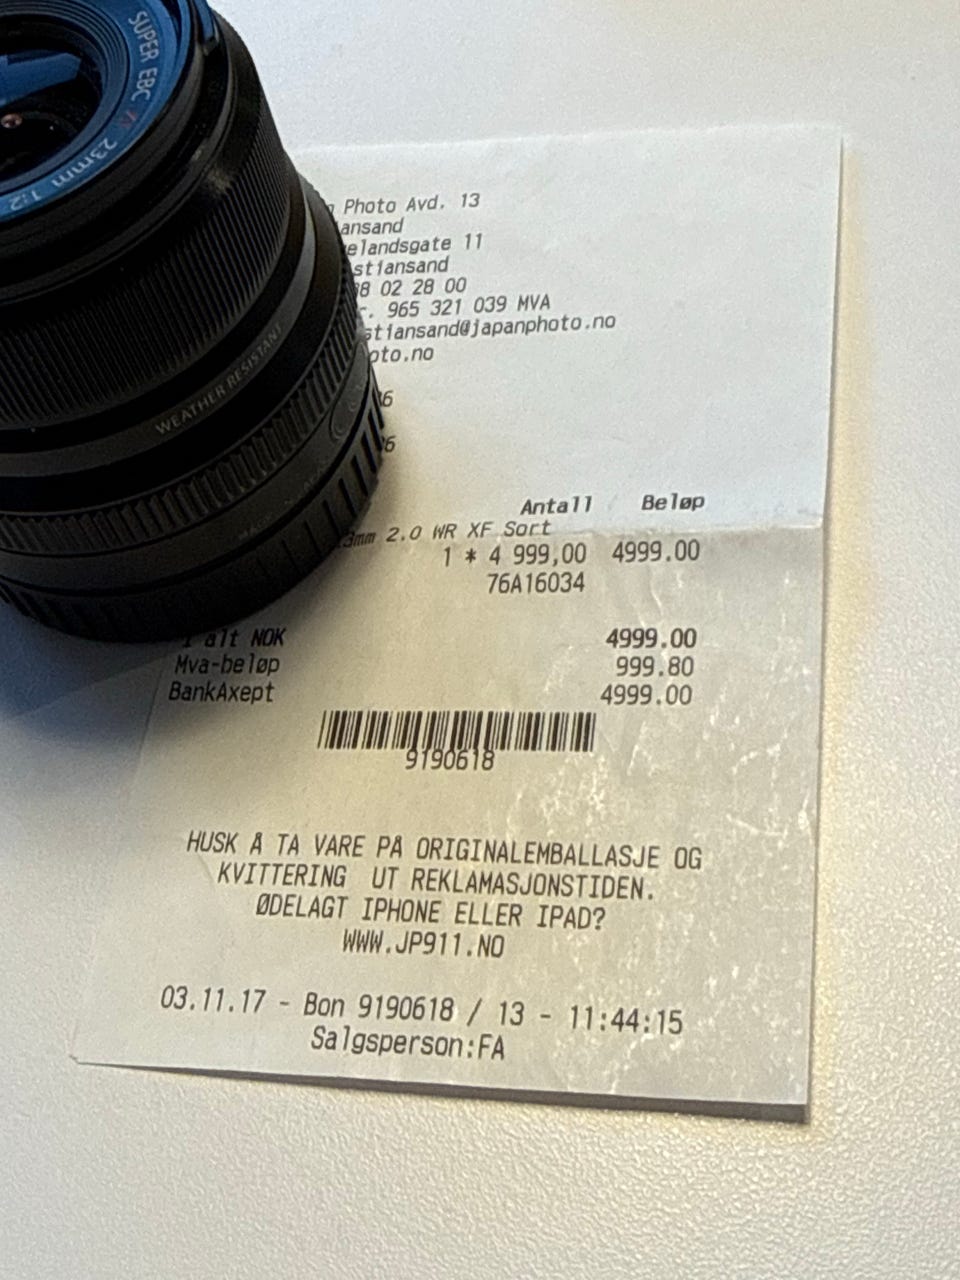 SUPER EBC XF 23mm 1:2
WEATHER RESISTANT
Photo Avd. 13
ansand
elandsgate 11
stiansand
38 02 28 00
965 321 039 MVA
stiansand@japanphoto.no
oto.no
6
6
Antall Beløp
3mm 2.0 WR XF Sort
1 * 4 999,00 4999.00
76A16034
I alt NOK 4999.00
Mva-beløp 999.80
BankAxept 4999.00
9190618
HUSK Å TA VARE PÅ ORIGINALEMBALLASJE OG
KVITTERING UT REKLAMASJONSTIDEN.
ØDELAGT IPHONE ELLER IPAD?
WWW.JP911.NO
03.11.17 - Bon 9190618 / 13 - 11:44:15
Salgsperson:FA